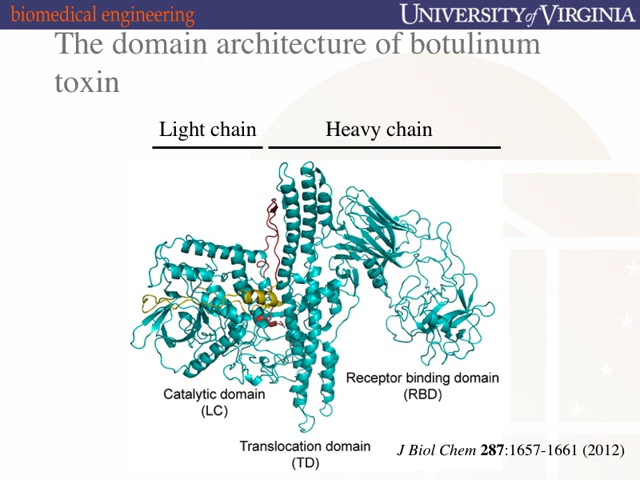 biomedical engineering
UNIVERSITY of VIRGINIA
The domain architecture of botulinum
toxin
Light chain
Heavy chain
Receptor binding domain
(RBD)
Catalytic domain
(LC)
Translocation domain
(TD)
J Biol Chem 287:1657-1661 (2012)